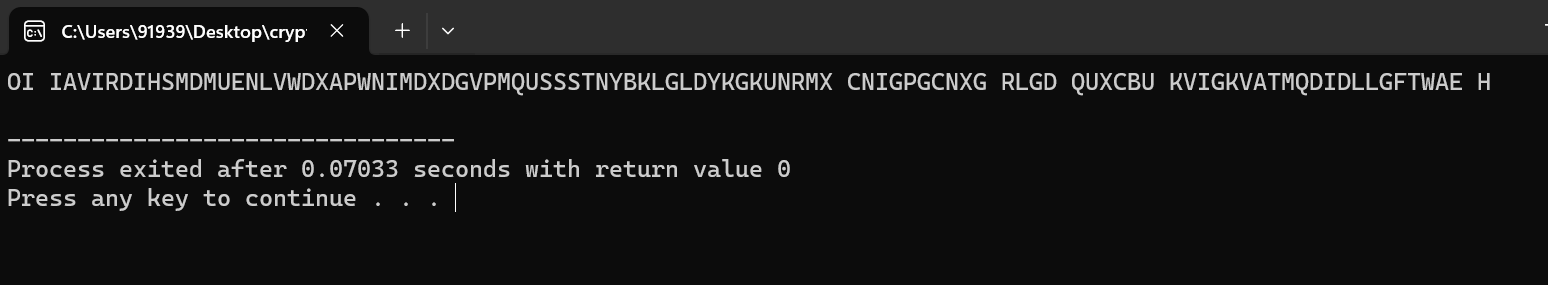 C:\Users\91939\Desktop\cryp
OI IAVIRDIHSMDMUENLVWDXAPWNIMDXDGVPMQUSSSTNYBKLGLDYKGKUNRMX CNIGPGCNXG RLGD QUXCBU KVIGKVATMQDIDLLGFTWAE H
--------------------------------
Process exited after 0.07033 seconds with return value 0
Press any key to continue . . .